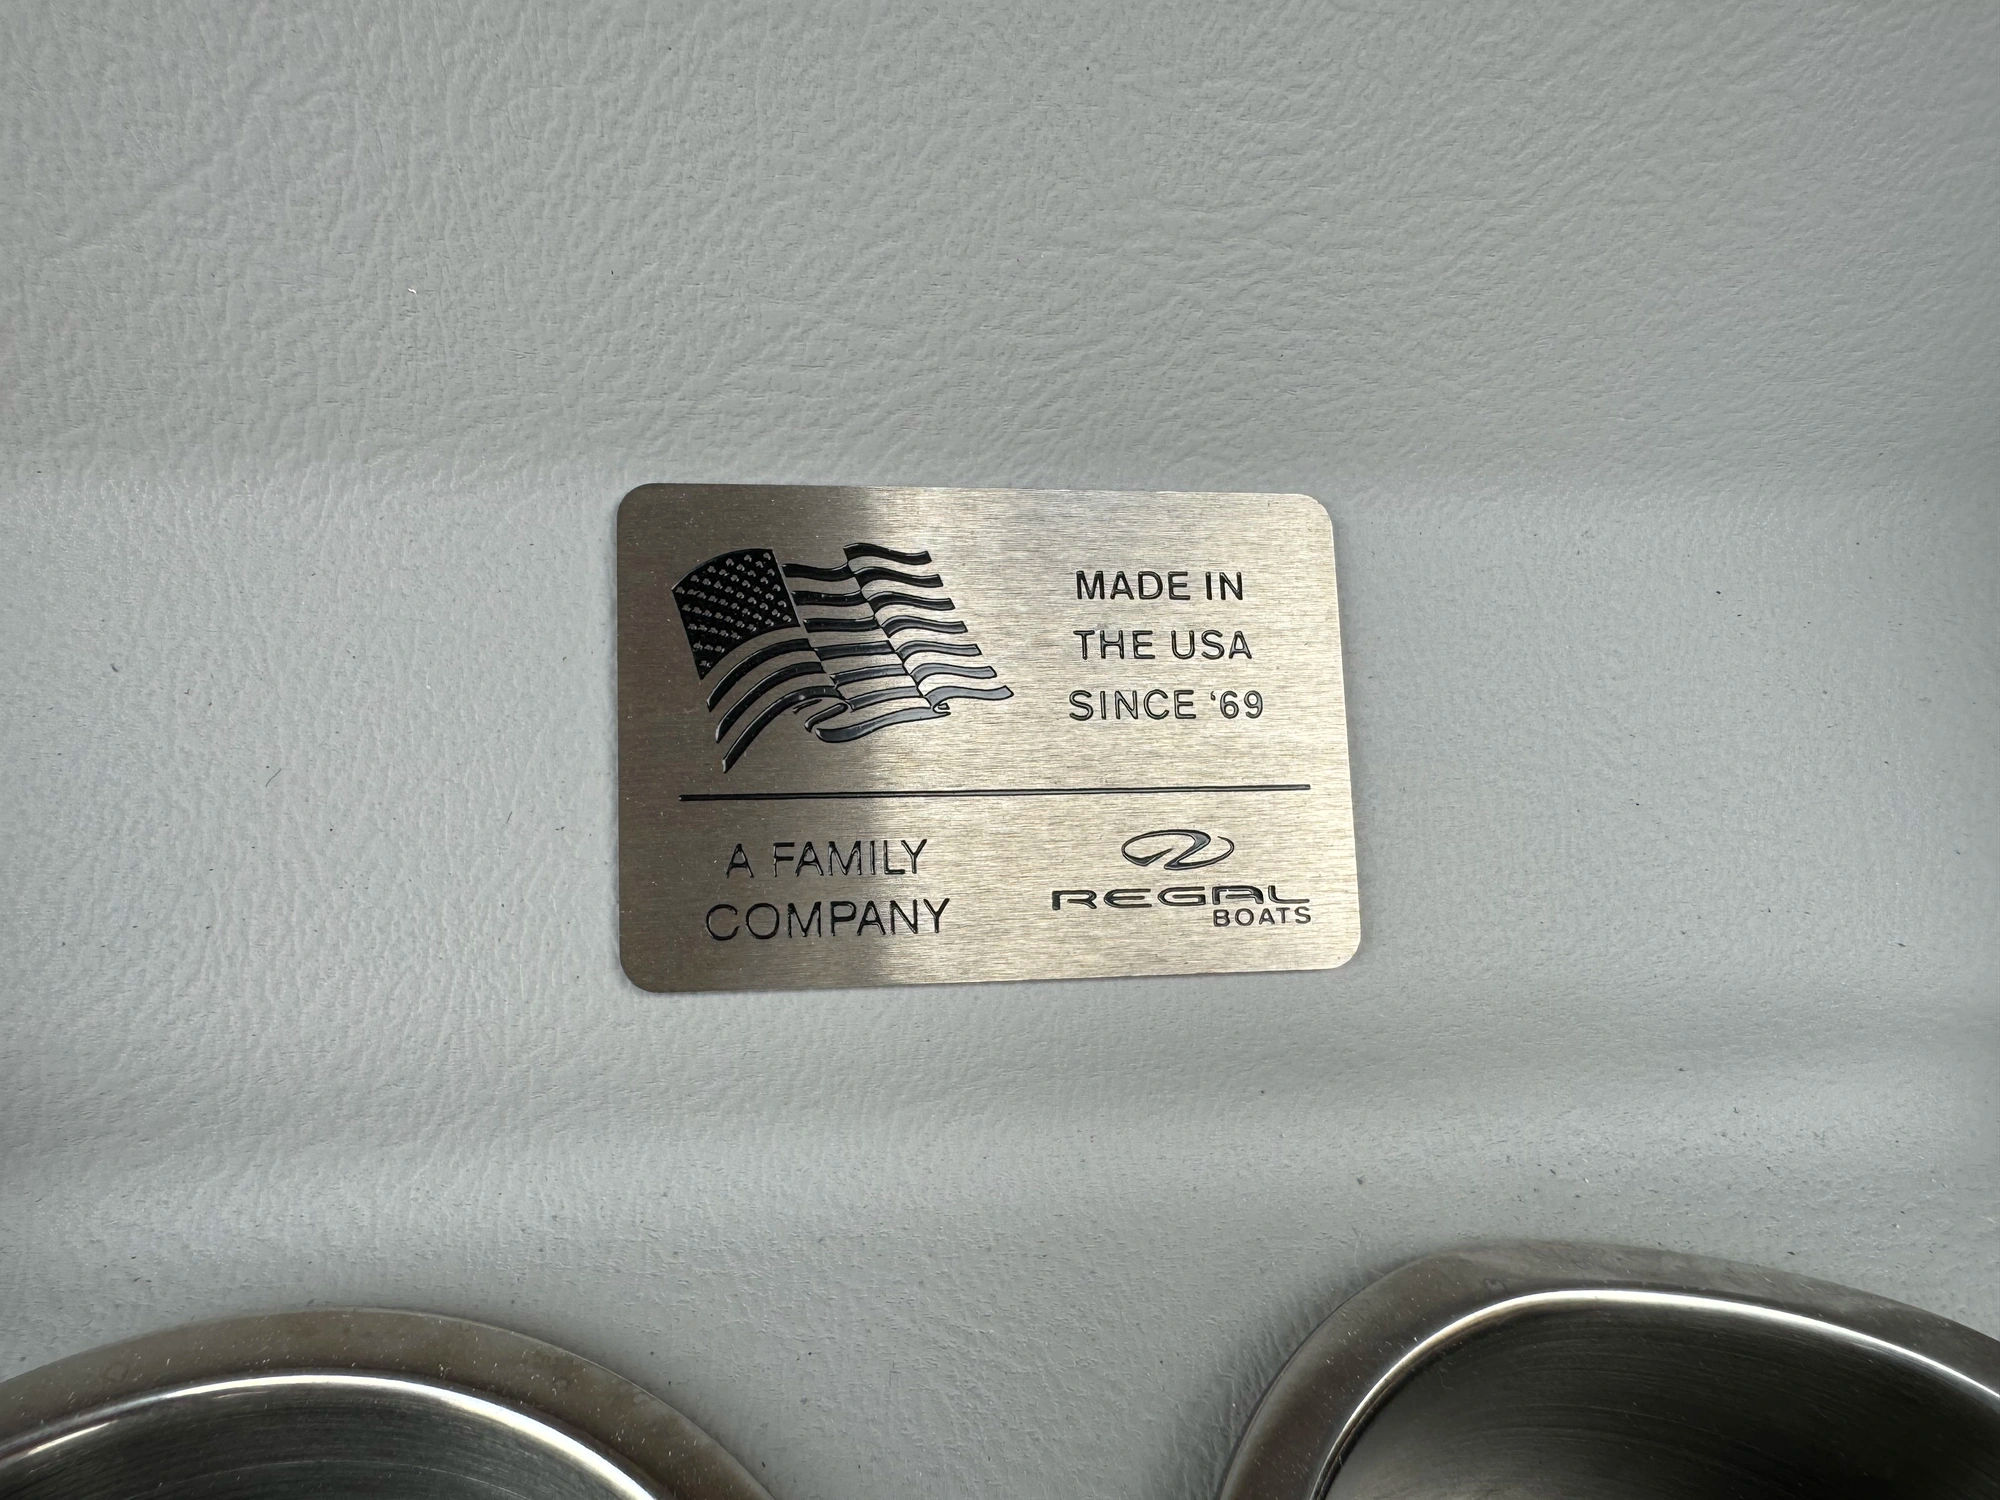 MADE IN
THE USA
SINCE '69
A FAMILY
COMPANY
REGAL
BOATS